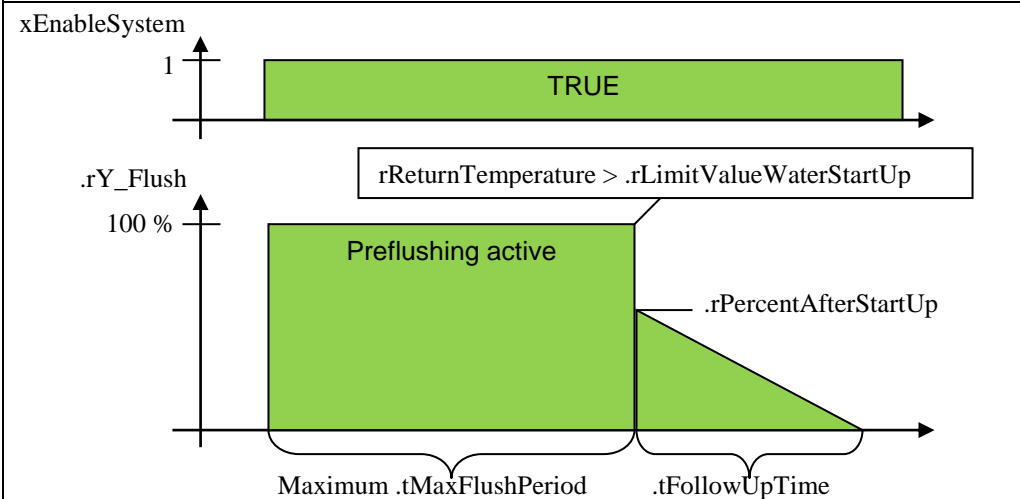 xEnableSystem
1
TRUE
rReturnTemperature > .rLimitValueWaterStartUp
.rY_Flush
100 %
Preflushing active
.rPercentAfterStartUp
Maximum .tMaxFlushPeriod
.tFollowUpTime